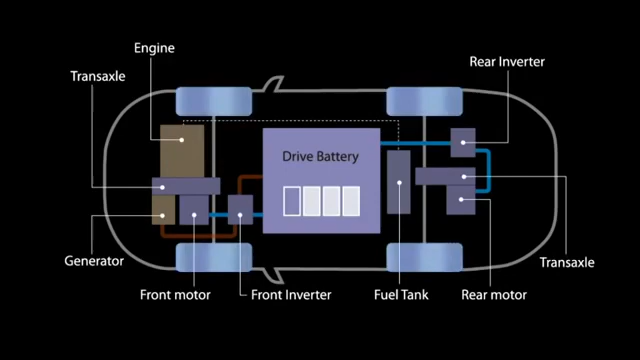 Engine
Rear Inverter
Transaxle
Drive Battery
Generator
Transaxle
Front motor
Front Inverter
Fuel Tank
Rear motor